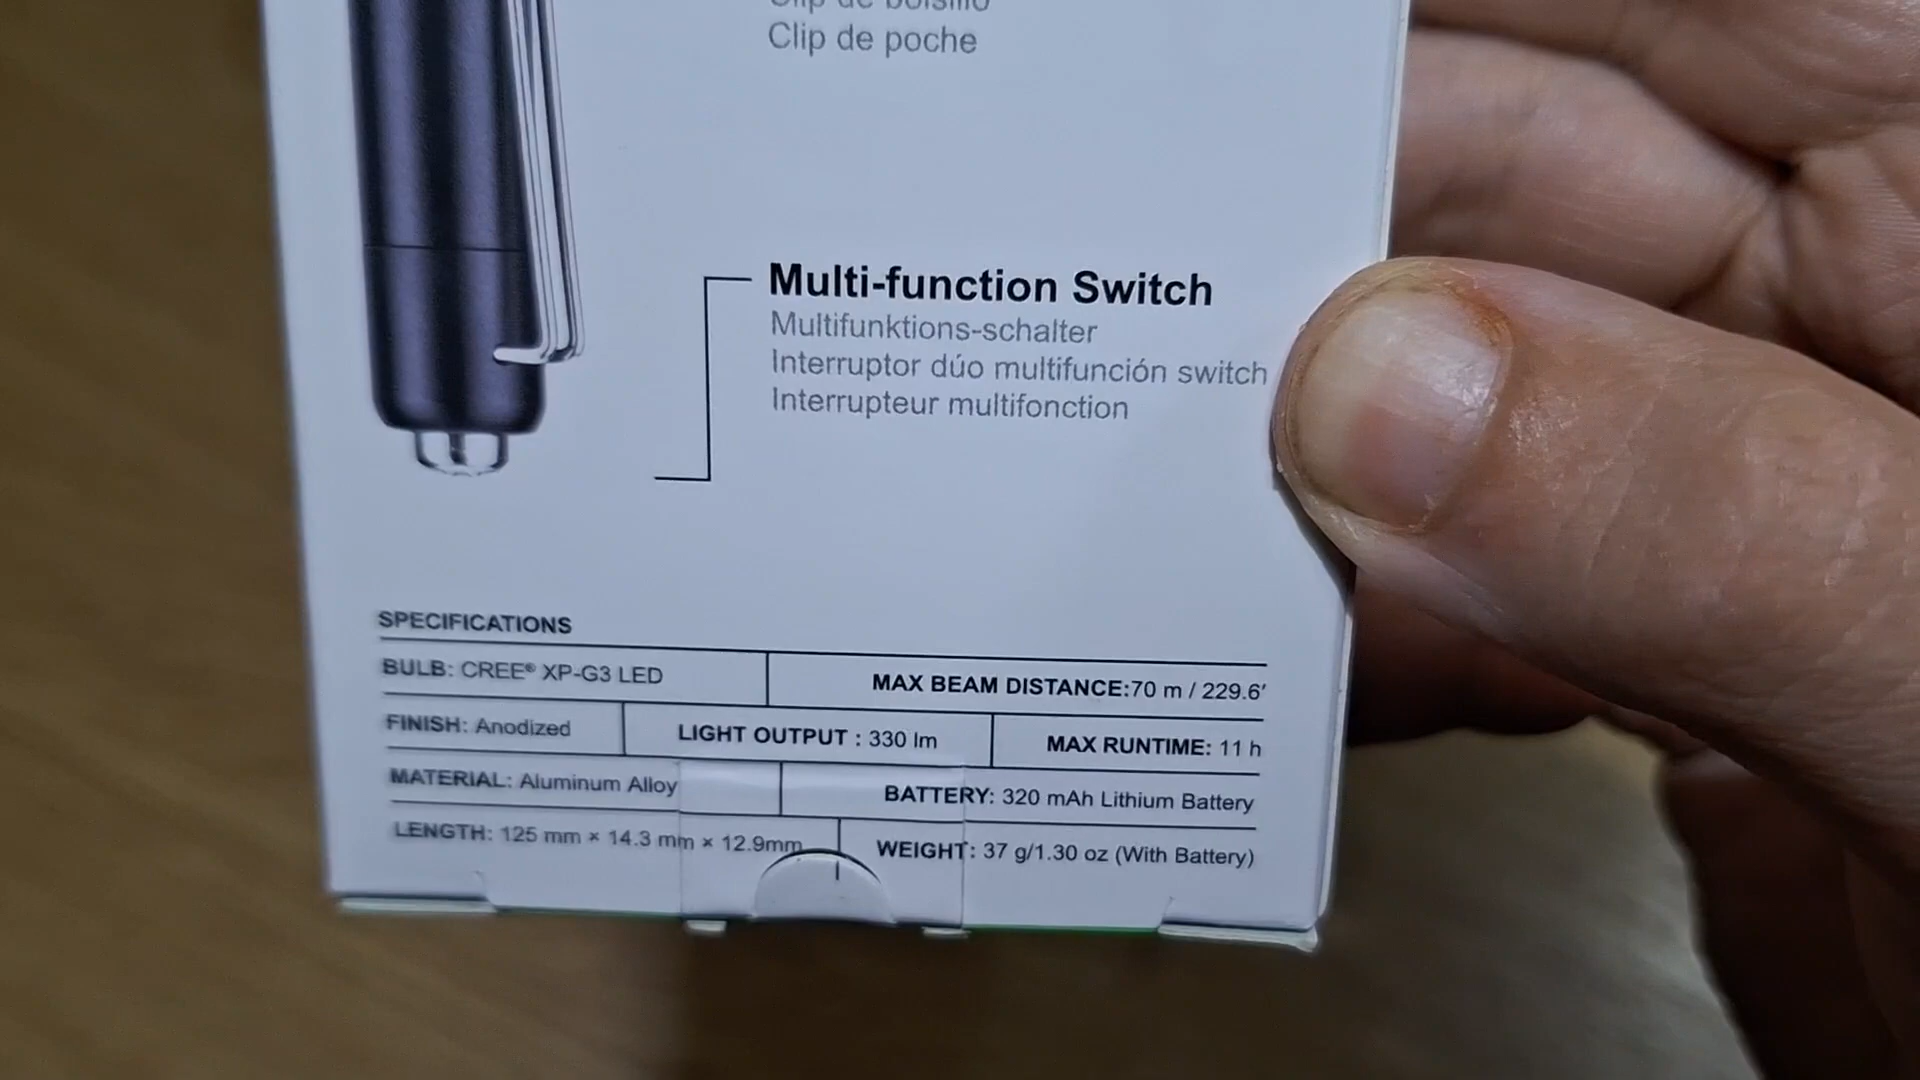 Clip de bolsillo
Clip de poche
Multi-function Switch
Multifunktions-schalter
Interruptor dúo multifunción switch
Interrupteur multifonction
SPECIFICATIONS
BULB: CREE® XP-G3 LED
MAX BEAM DISTANCE:70 m / 229.6′
FINISH: Anodized
LIGHT OUTPUT : 330 lm
MAX RUNTIME: 11 h
MATERIAL: Aluminum Alloy
BATTERY: 320 mAh Lithium Battery
LENGTH: 125 mm × 14.3 mm × 12.9mm
WEIGHT: 37 g/1.30 oz (With Battery)